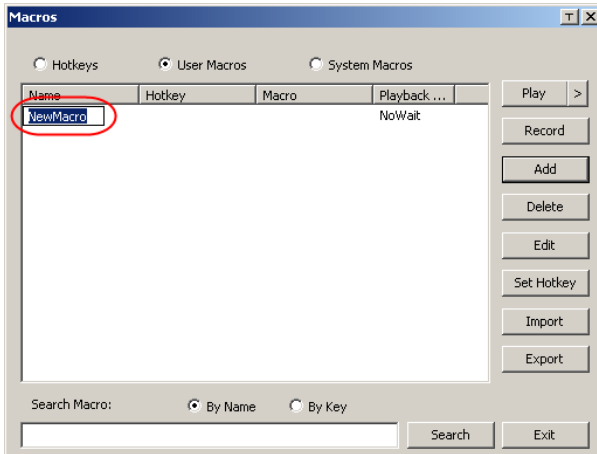 Macros
T X
Hotkeys User Macros System Macros
Name Hotkey Macro Playback ...
NewMacro NoWait
Play >
Record
Add
Delete
Edit
Set Hotkey
Import
Export
Search Macro: By Name By Key
Search Exit